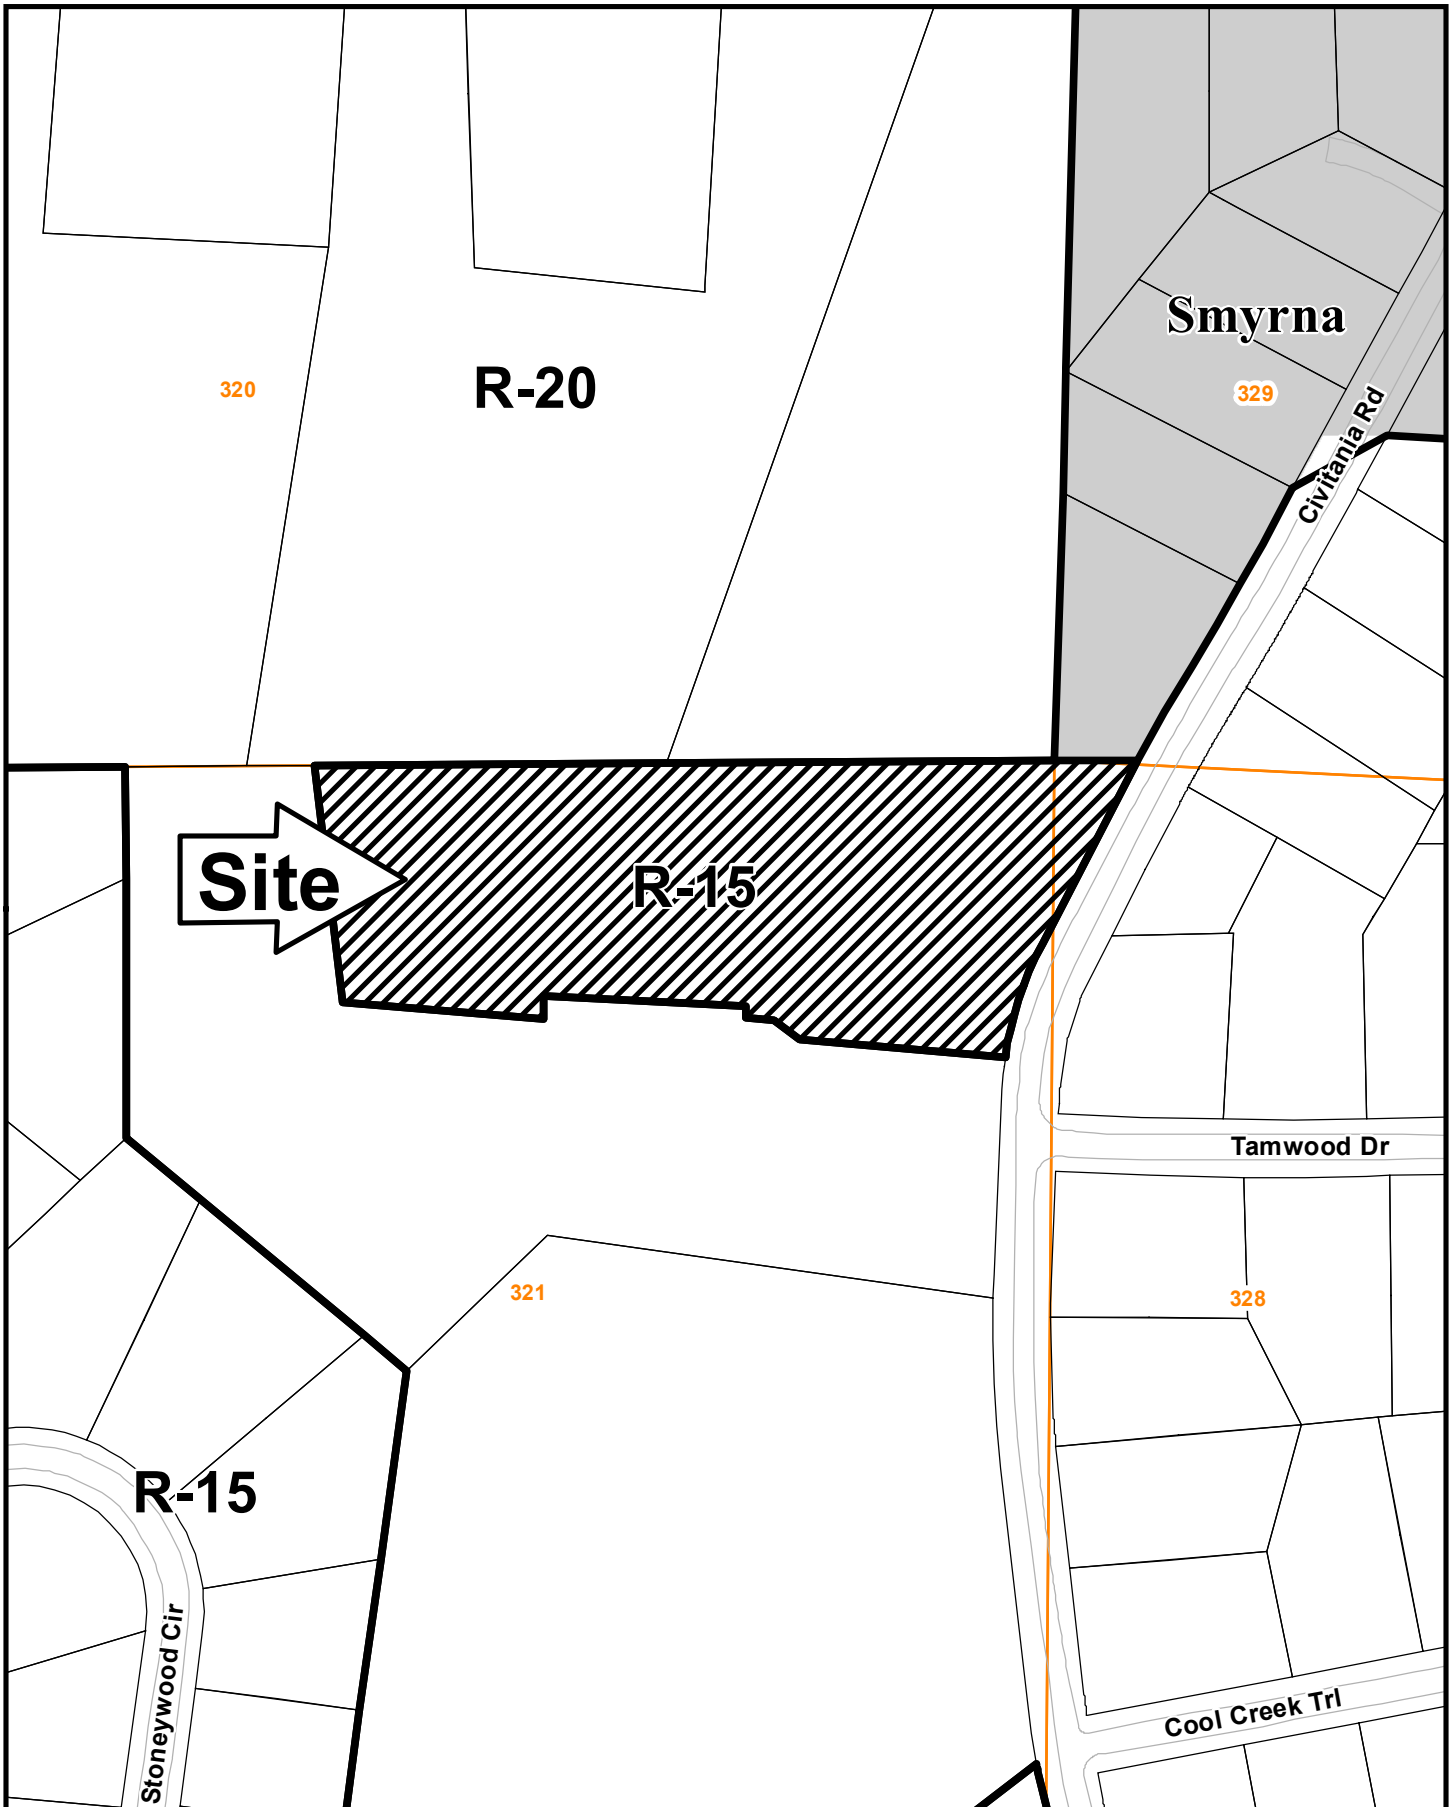 Smyrna
R-20
320
329
Civitania Rd
Site
R-15
Tamwood Dr
321
328
R-15
Stoneywood Cir
Cool Creek Trl